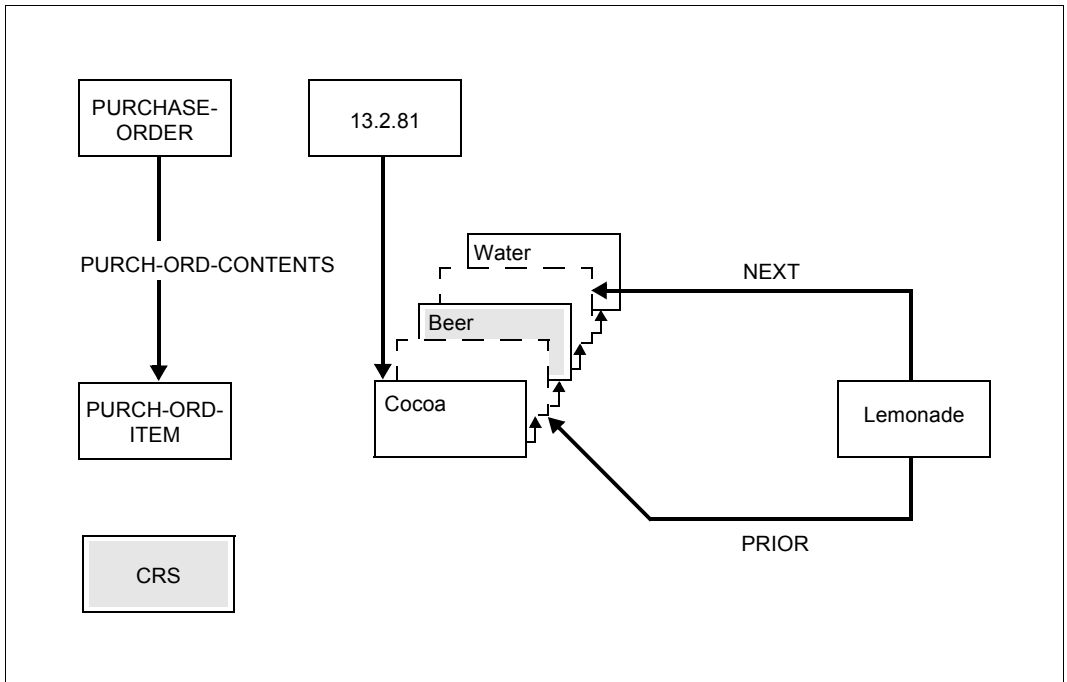 PURCHASE-
ORDER
13.2.81
PURCH-ORD-CONTENTS
Water
NEXT
Beer
Cocoa
PURCH-ORD-
ITEM
Lemonade
PRIOR
CRS